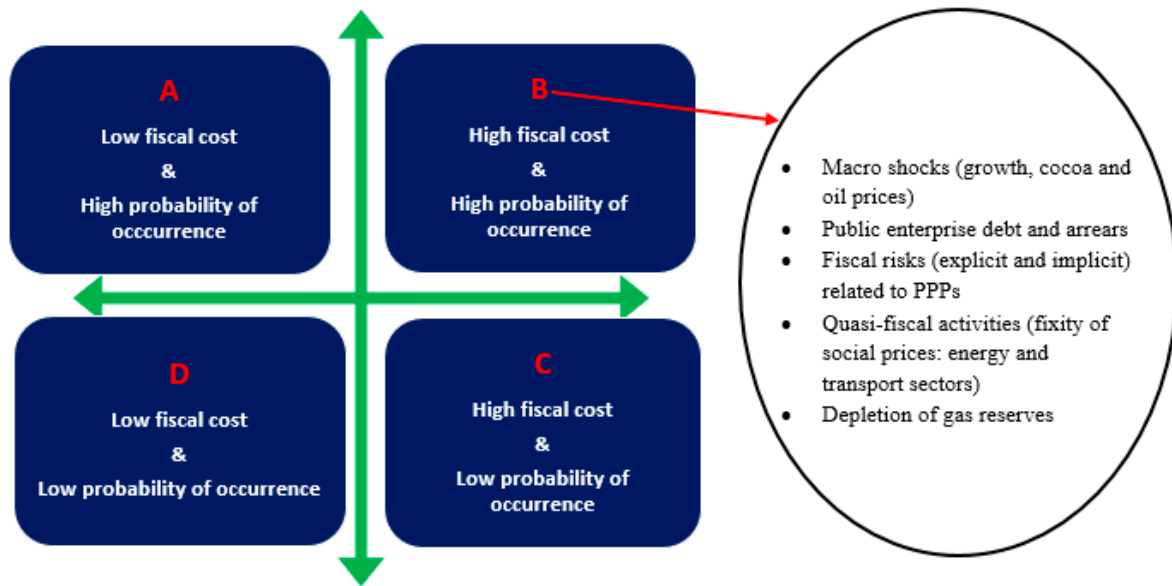 A
Low fiscal cost
&
High probability of
occcurrence
B
High fiscal cost
&
High probability of
occurrence
D
Low fiscal cost
&
Low probability of occurrence
C
High fiscal cost
&
Low probability of
occurrence
• Macro shocks (growth, cocoa and
oil prices)
• Public enterprise debt and arrears
• Fiscal risks (explicit and implicit)
related to PPPs
• Quasi-fiscal activities (fixity of
social prices: energy and
transport sectors)
• Depletion of gas reserves